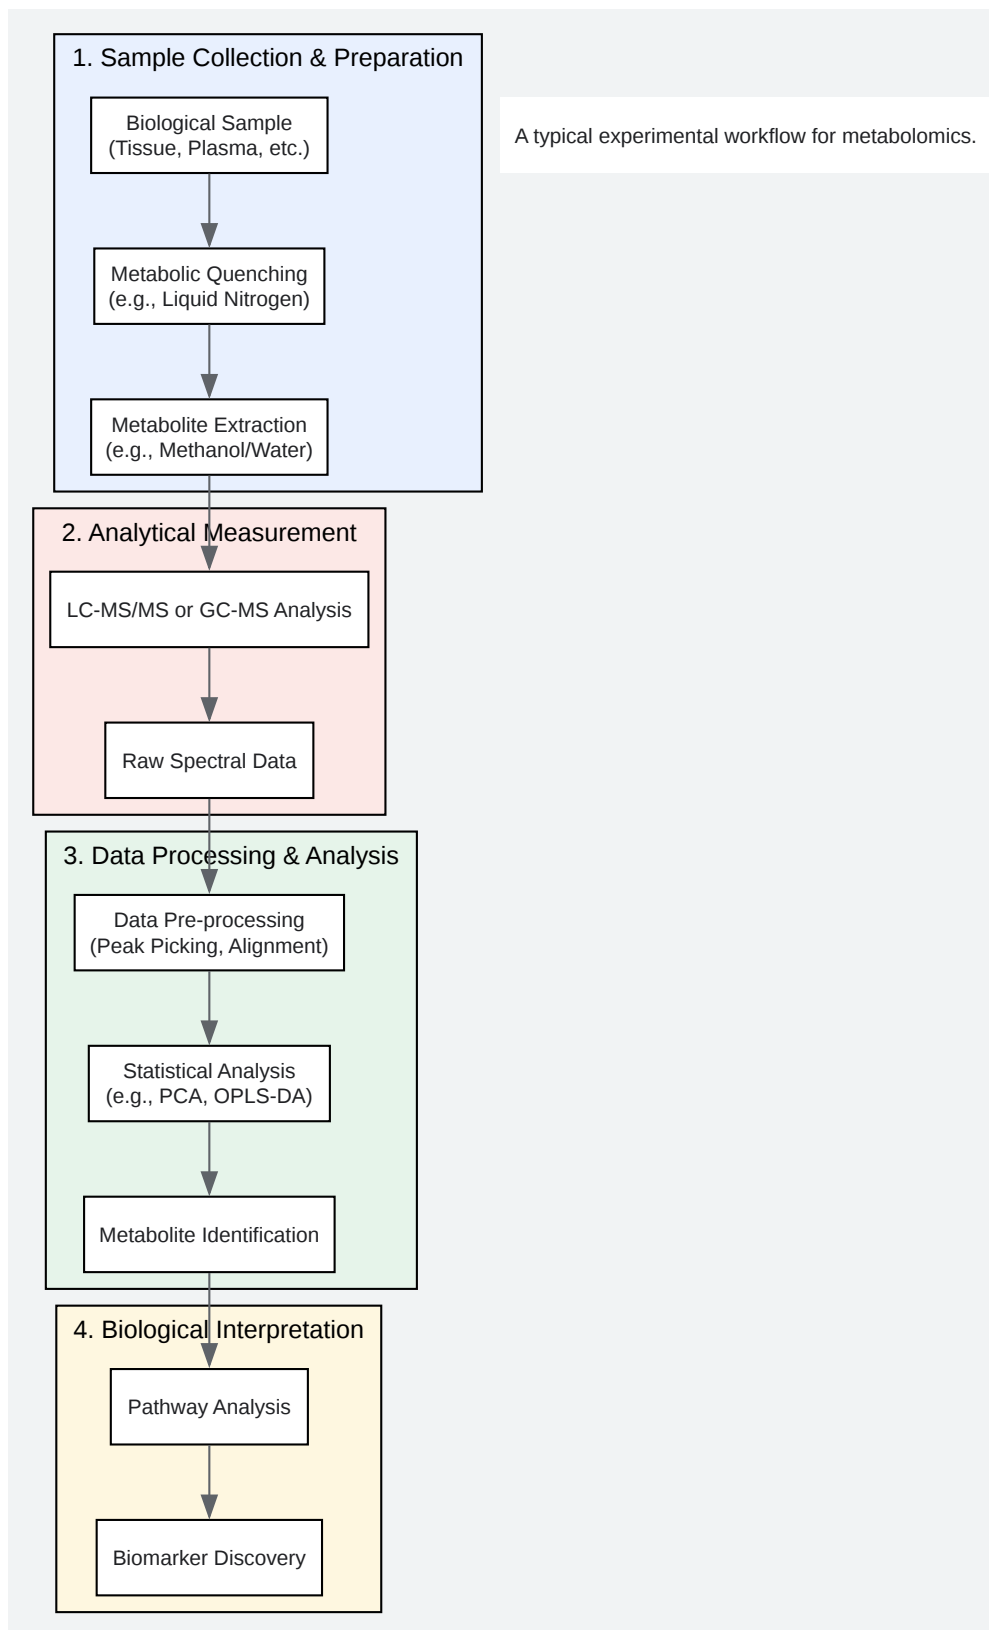 1. Sample Collection & Preparation
Biological Sample
(Tissue, Plasma, etc.)
A typical experimental workflow for metabolomics.
Metabolic Quenching
(e.g., Liquid Nitrogen)
Metabolite Extraction
(e.g., Methanol/Water)
2. Analytical Measurement
LC-MS/MS or GC-MS Analysis
Raw Spectral Data
3. Data Processing & Analysis
Data Pre-processing
(Peak Picking, Alignment)
Statistical Analysis
(e.g., PCA, OPLS-DA)
Metabolite Identification
4. Biological Interpretation
Pathway Analysis
Biomarker Discovery